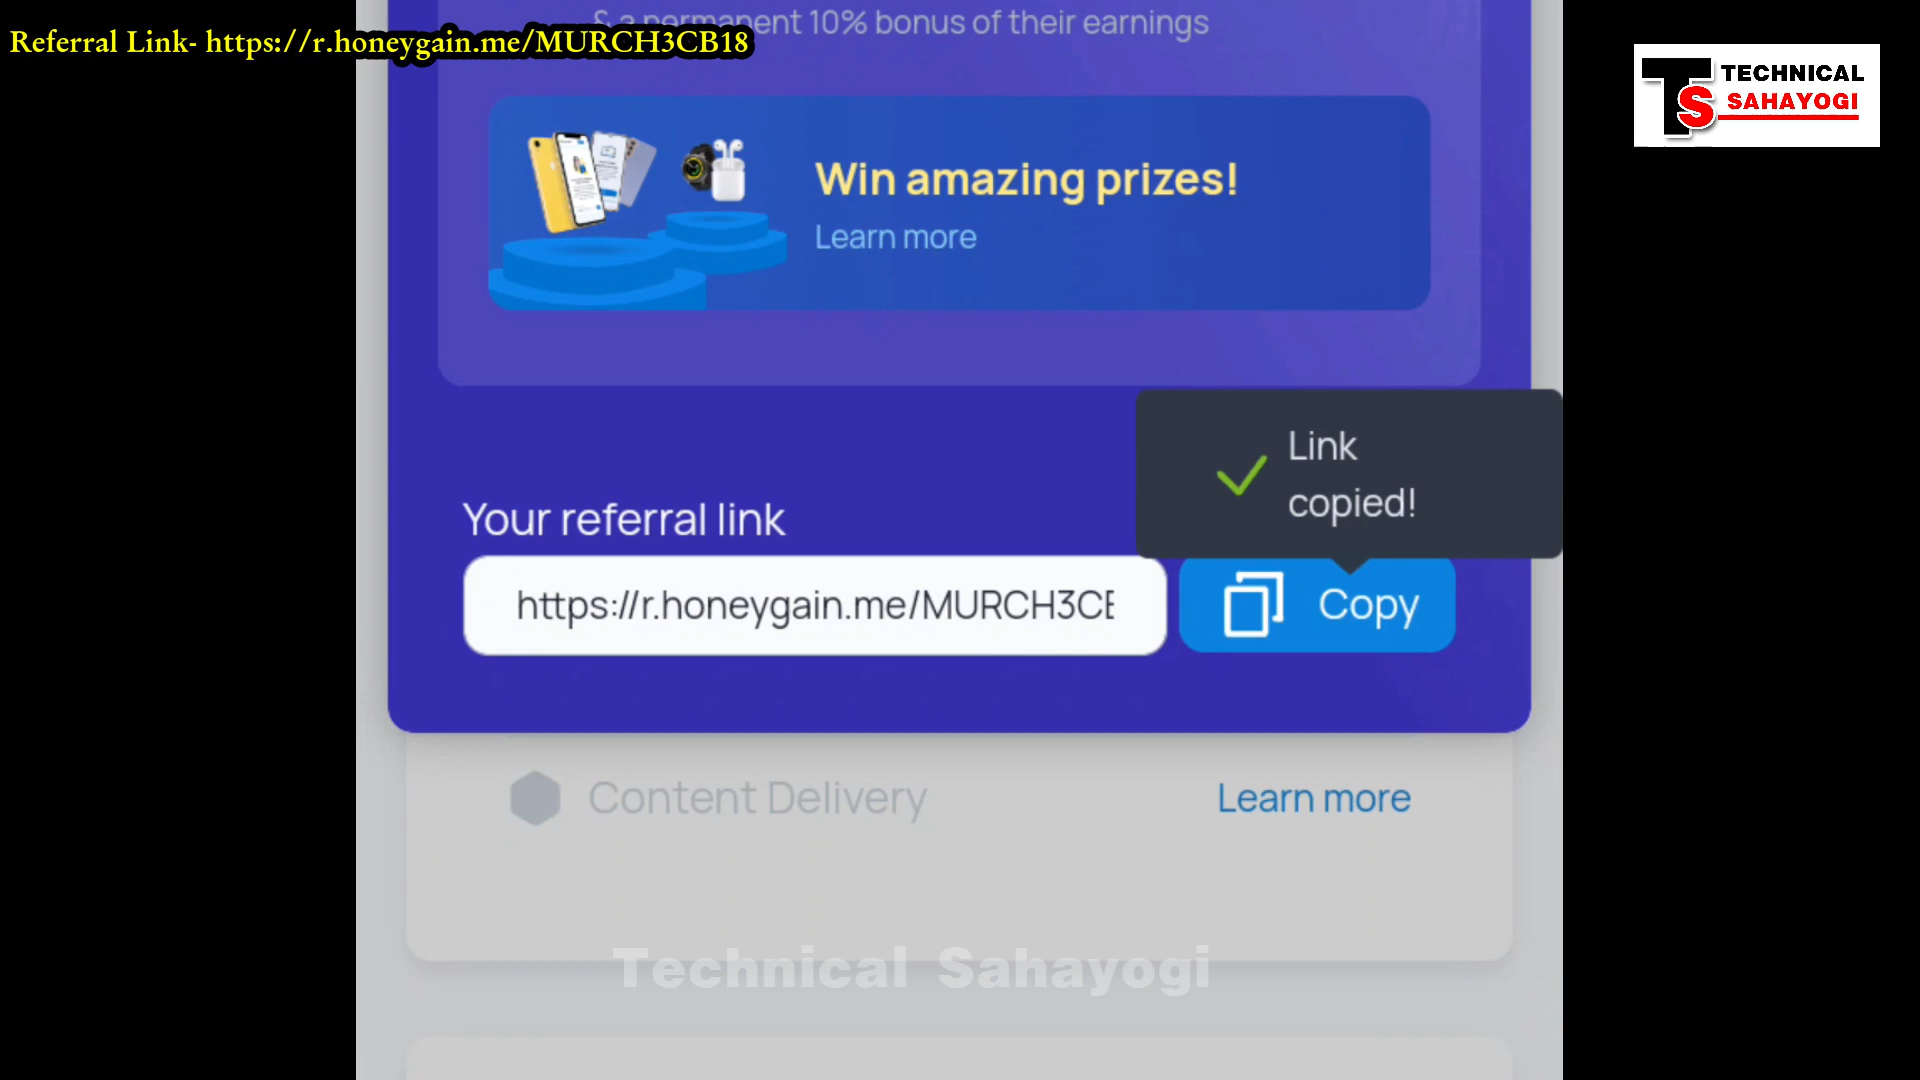 Referral Link- https://r.honeygain.me/MURCH3CB18
& a permanent 10% bonus of their earnings
TECHNICAL
SAHAYOGI
TS
Win amazing prizes!
Learn more
Link
copied!
Your referral link
https://r.honeygain.me/MURCH3CE
Copy
Content Delivery
Learn more
Technical Sahayogi